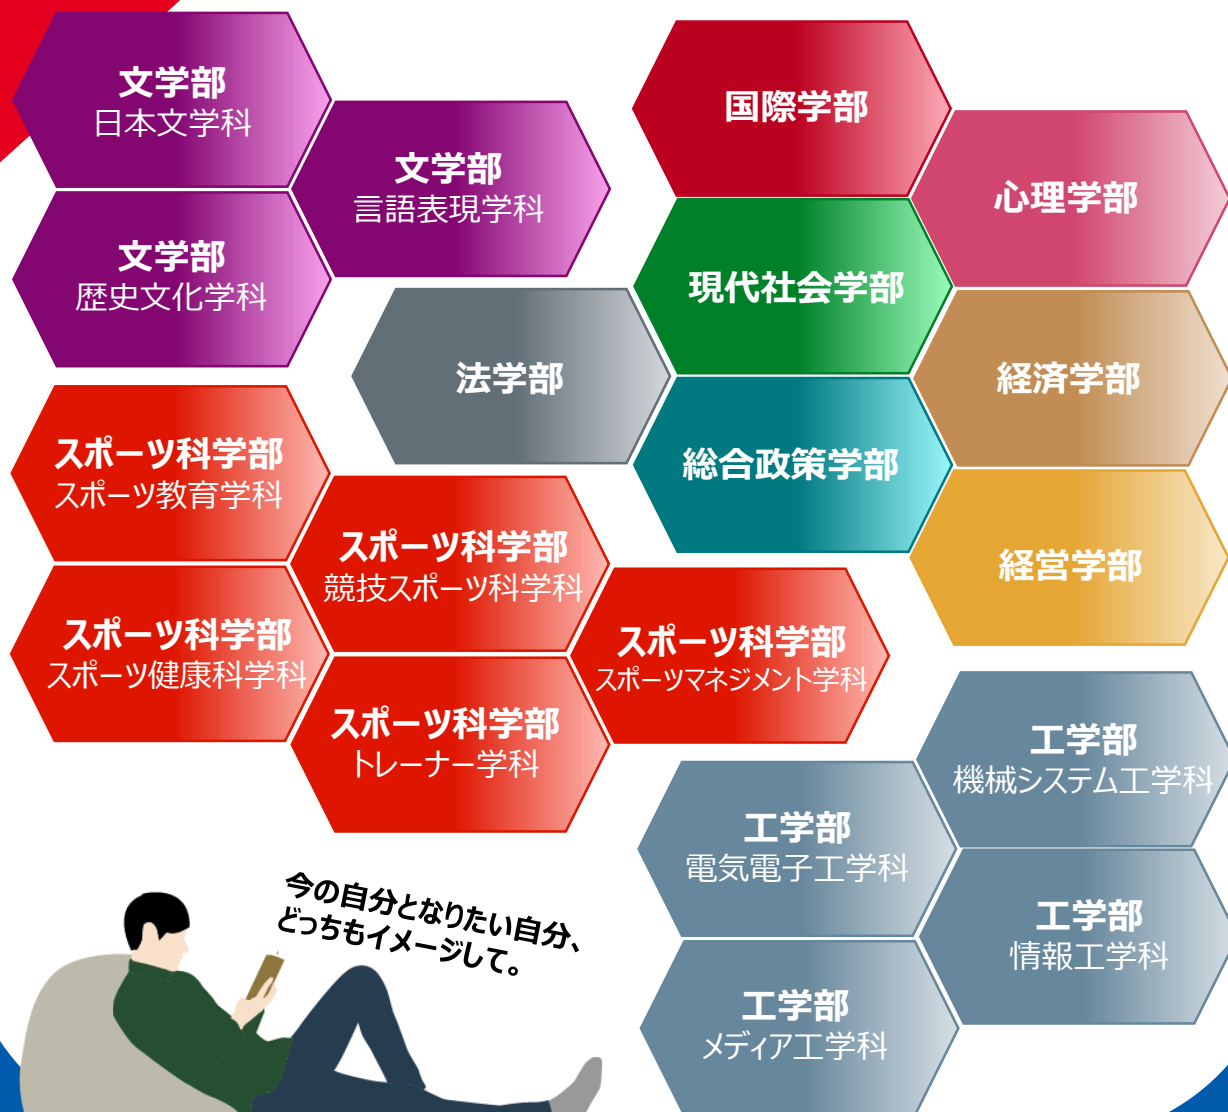 文学部
日本文学科
文学部
言語表現学科
文学部
歴史文化学科
国際学部
心理学部
現代社会学部
法学部
経済学部
総合政策学部
経営学部
スポーツ科学部
スポーツ教育学科
スポーツ科学部
競技スポーツ科学科
スポーツ科学部
スポーツ健康科学科
スポーツ科学部
スポーツマネジメント学科
スポーツ科学部
トレーナー学科
工学部
機械システム工学科
工学部
電気電子工学科
工学部
情報工学科
工学部
メディア工学科
今の自分となりたい自分、
どっちもイメージして。